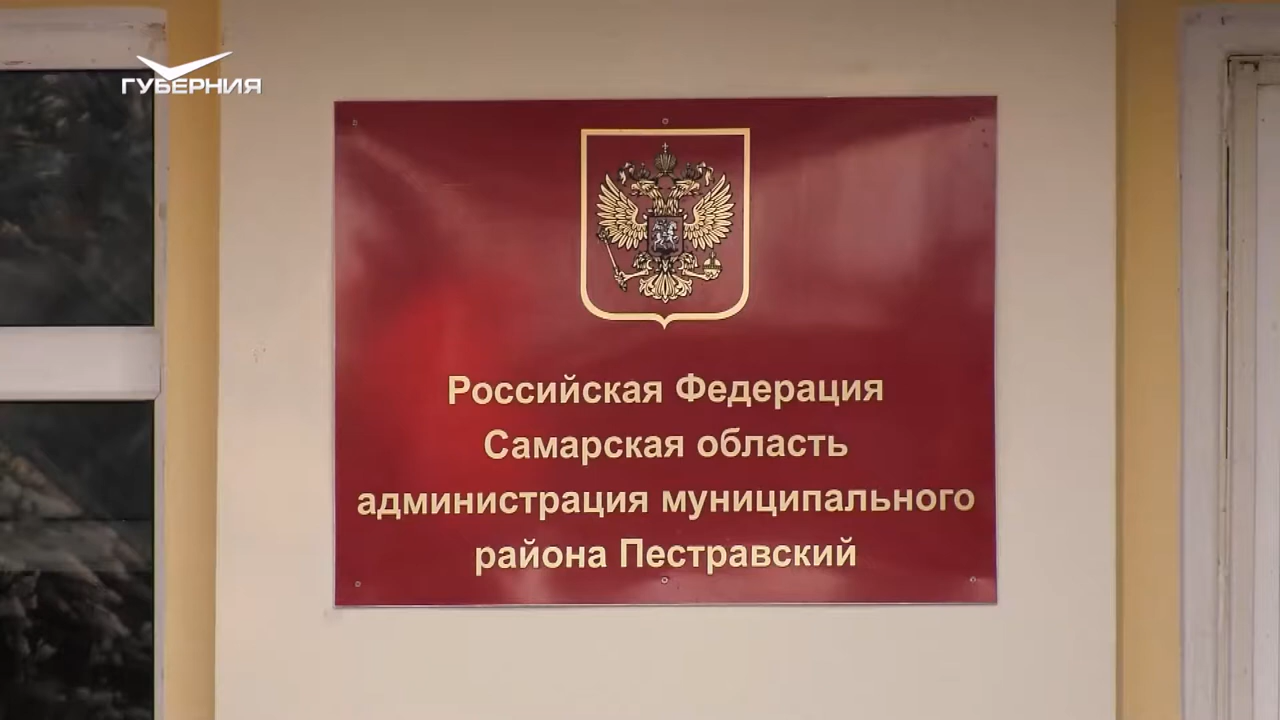 ГУБЕРНИЯ
Российская Федерация
Самарская область
администрация муниципального
района Пестравский